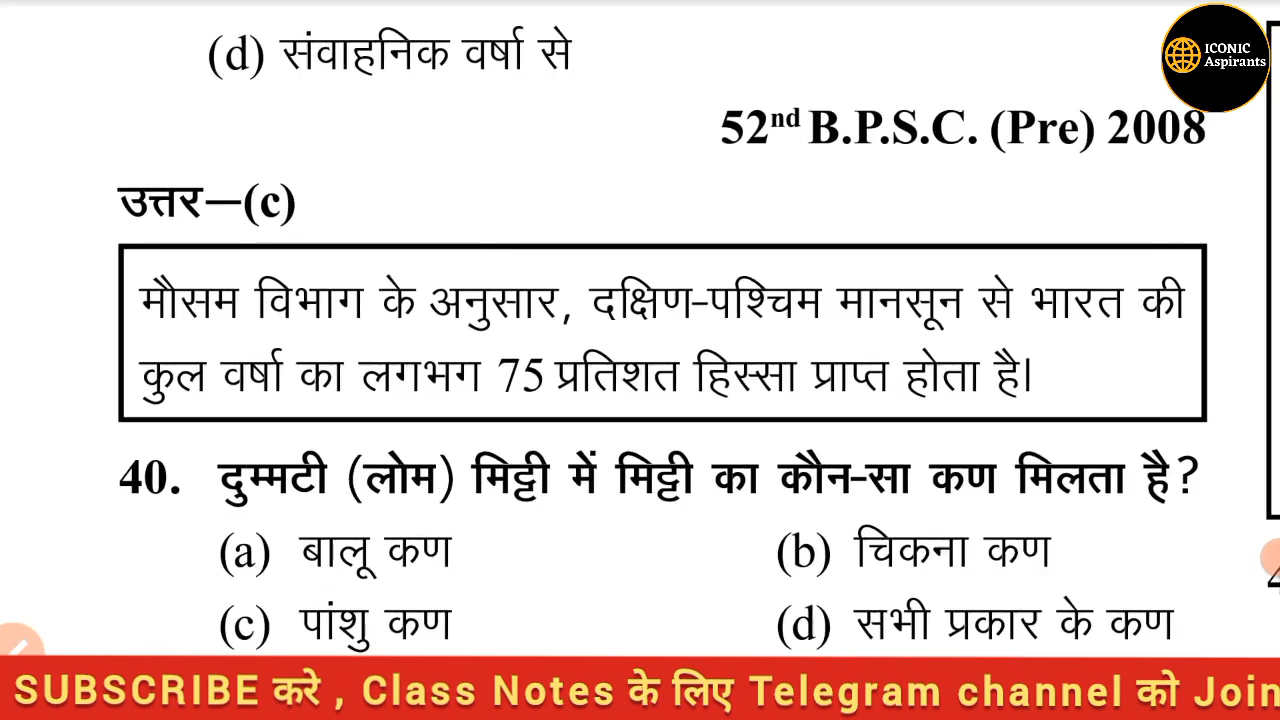 (d) संवाहनिक वर्षा से
ICONIC
Aspirants
52nd B.P.S.C. (Pre) 2008
उत्तर—(c)
मौसम विभाग के अनुसार, दक्षिण-पश्चिम मानसून से भारत की
कुल वर्षा का लगभग 75 प्रतिशत हिस्सा प्राप्त होता है।
40. दुम्मटी (लोम) मिट्टी में मिट्टी का कौन-सा कण मिलता है?
(a) बालू कण (b) चिकना कण
(c) पांशु कण (d) सभी प्रकार के कण
SUBSCRIBE करे , Class Notes के लिए Telegram channel को Join